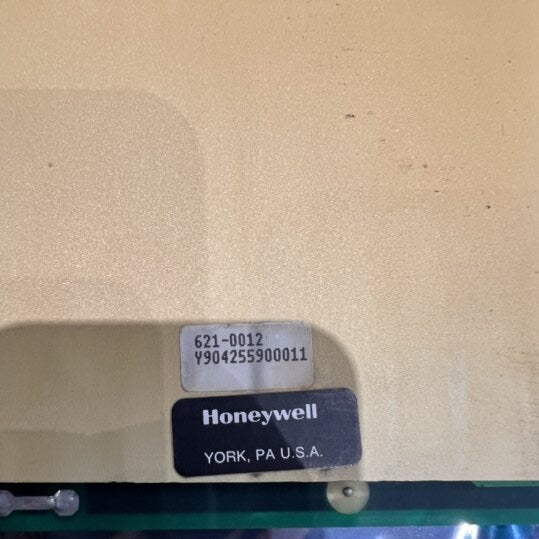 621-0012
Y904255900011
Honeywell
YORK, PA U.S.A.